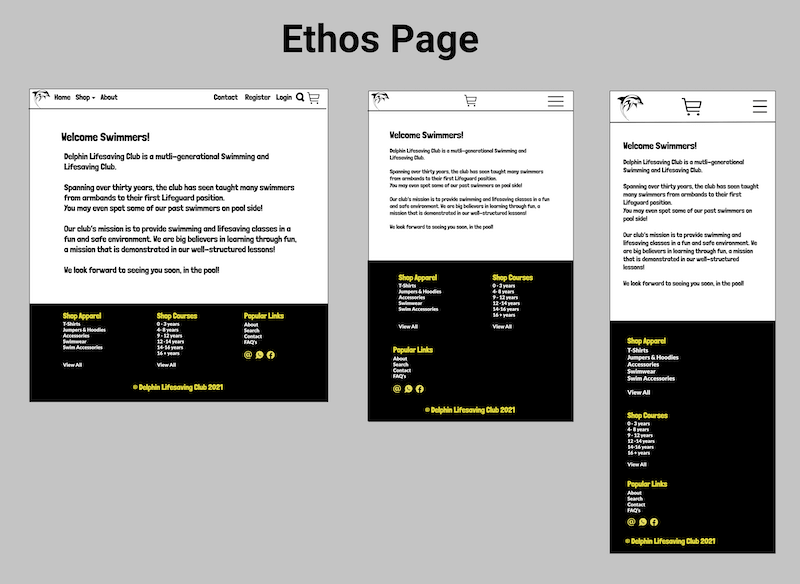 Ethos Page
Home Shop About Contact Register Login
Welcome Swimmers!
Delphin Lifesaving Club is a mutli-generational Swimming and
Lifesaving Club.
Spanning over thirty years, the club has seen taught many swimmers
from armbands to their first Lifeguard position.
You may even spot some of our past swimmers on pool side!
Our club's mission is to provide swimming and lifesaving classes in a
fun and safe environment. We are big believers in learning through fun,
a mission that is demonstrated in our well-structured lessons!
We look forward to seeing you soon, in the pool!
Shop Apparel
T-Shirts
Jumpers & Hoodies
Accessories
Swimwear
Swim Accessories
View All
Shop Courses
0 - 3 years
4- 8 years
9 - 12 years
12 -14 years
14-16 years
16 + years
View All
Popular Links
About
Search
Contact
FAQ's
© Delphin Lifesaving Club 2021
Welcome Swimmers!
Delphin Lifesaving Club is a mutli-generational Swimming and
Lifesaving Club.
Spanning over thirty years, the club has seen taught many swimmers
from armbands to their first Lifeguard position.
You may even spot some of our past swimmers on pool side!
Our club's mission is to provide swimming and lifesaving classes in a fun
and safe environment. We are big believers in learning through fun, a
mission that is demonstrated in our well-structured lessons!
We look forward to seeing you soon, in the pool!
Shop Apparel
T-Shirts
Jumpers & Hoodies
Accessories
Swimwear
Swim Accessories
View All
Shop Courses
0 - 3 years
4- 8 years
9 - 12 years
12 -14 years
14-16 years
16 + years
View All
Popular Links
About
Search
Contact
FAQ's
© Delphin Lifesaving Club 2021
Welcome Swimmers!
Delphin Lifesaving Club is a mutli-generational
Swimming and Lifesaving Club.
Spanning over thirty years, the club has seen taught
many swimmers from armbands to their first
Lifeguard position.
You may even spot some of our past swimmers on
pool side!
Our club's mission is to provide swimming and
lifesaving classes in a fun and safe environment. We
are big believers in learning through fun, a mission
that is demonstrated in our well-structured
lessons!
We look forward to seeing you soon, in the pool!
Shop Apparel
T-Shirts
Jumpers & Hoodies
Accessories
Swimwear
Swim Accessories
View All
Shop Courses
0 - 3 years
4- 8 years
9 - 12 years
12 -14 years
14-16 years
16 + years
View All
Popular Links
About
Search
Contact
FAQ's
© Delphin Lifesaving Club 2021